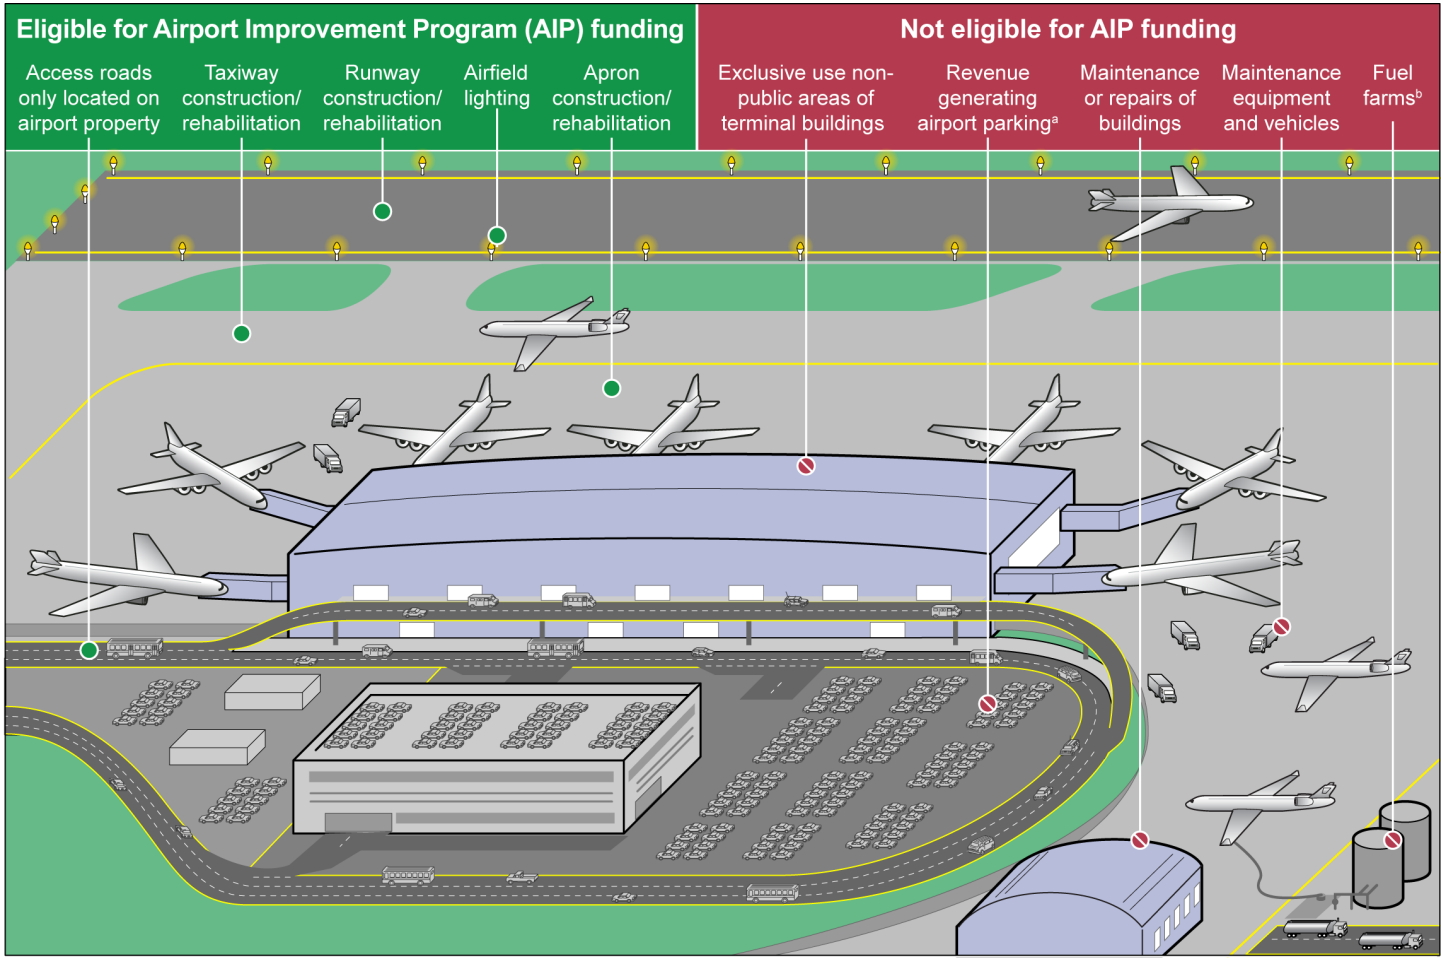 Eligible for Airport Improvement Program (AIP) funding
Access roads
only located on
airport property
Taxiway
construction/
rehabilitation
Runway
construction/
rehabilitation
Airfield
lighting
Apron
construction/
rehabilitation
Not eligible for AIP funding
Exclusive use non-
public areas of
terminal buildings
Revenue
generating
airport parkingᵃ
Maintenance
or repairs of
buildings
Maintenance
equipment
and vehicles
Fuel
farmsᵇ